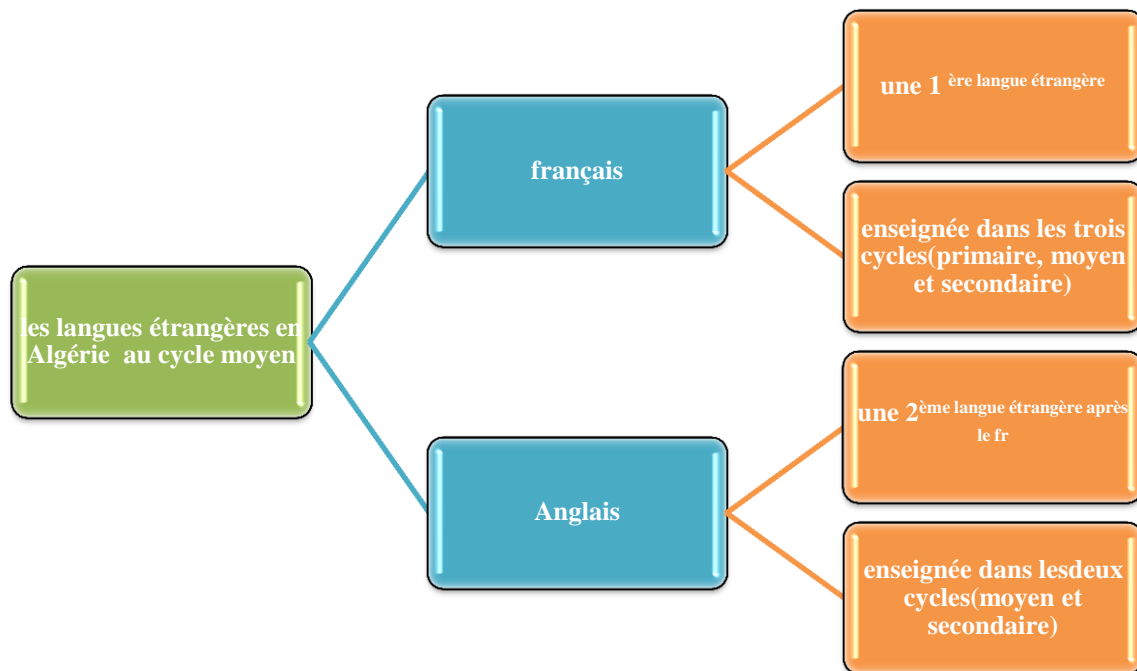 les langues étrangères en
Algérie au cycle moyen
français
une 1 ère langue étrangère
enseignée dans les trois
cycles(primaire, moyen
et secondaire)
Anglais
une 2ème langue étrangère après
le fr
enseignée dans lesdeux
cycles(moyen et
secondaire)